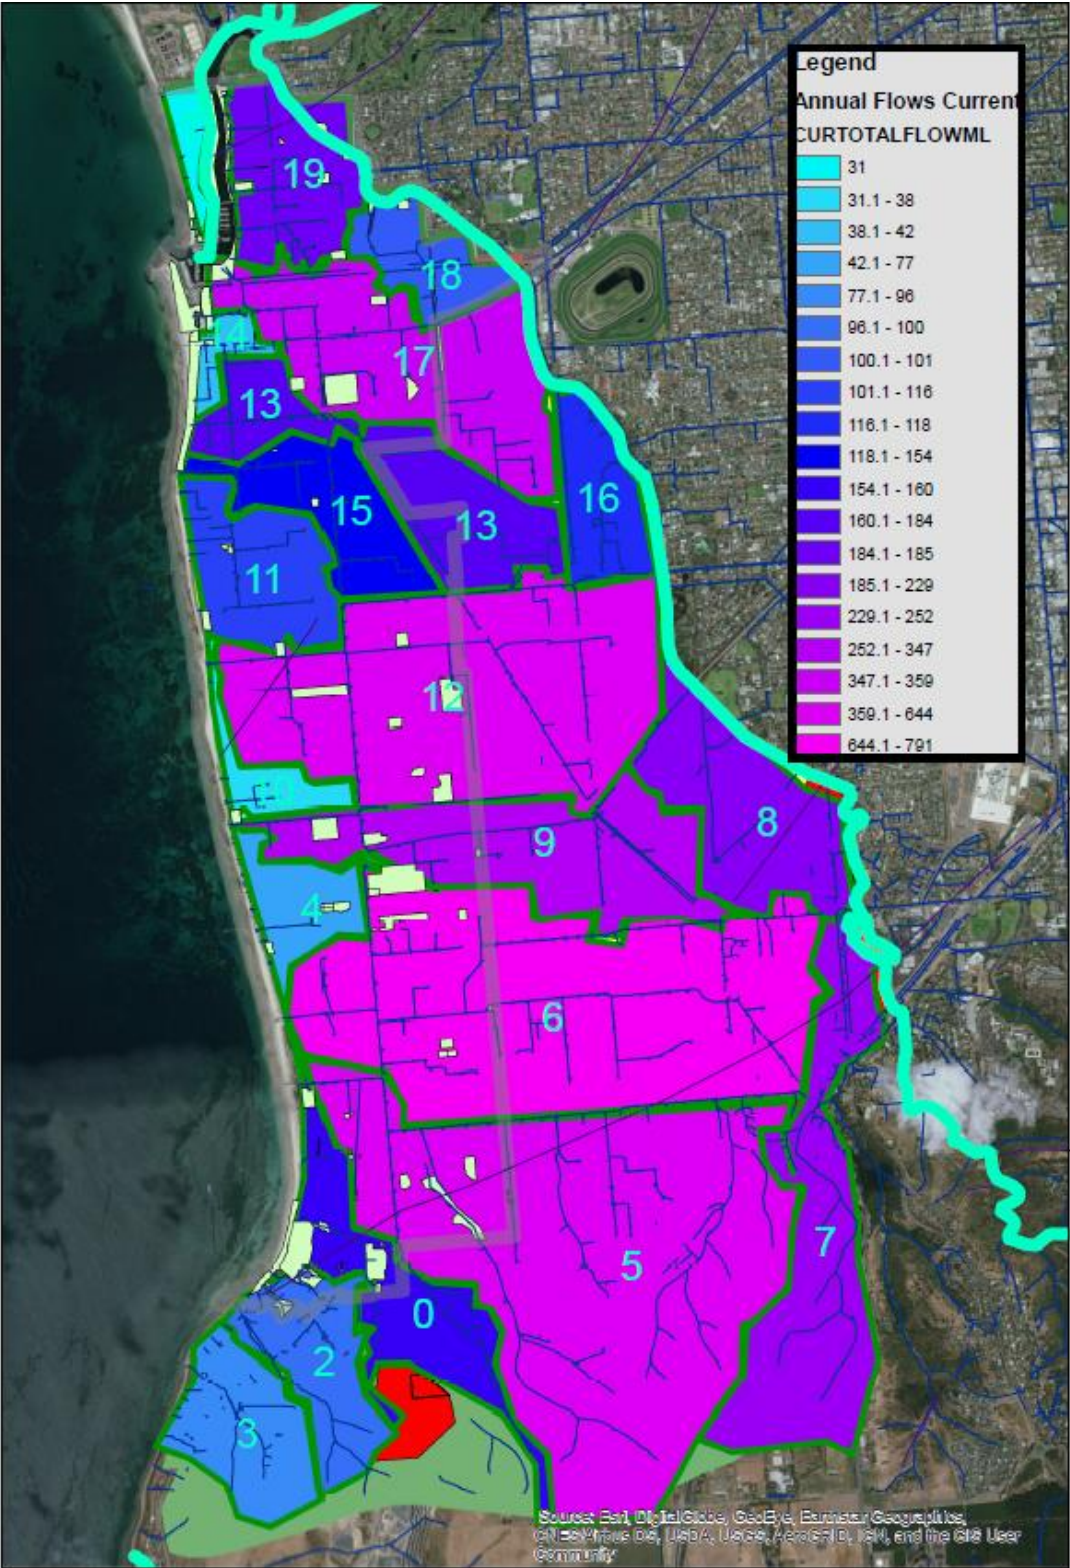 Legend
Annual Flows Current
CURTOTALFLOWML
31
31.1 - 38
38.1 - 42
42.1 - 77
77.1 - 96
96.1 - 100
100.1 - 101
101.1 - 116
116.1 - 118
118.1 - 154
154.1 - 160
160.1 - 184
184.1 - 185
185.1 - 229
229.1 - 252
252.1 - 347
347.1 - 359
359.1 - 644
644.1 - 791
19
18
17
13
15
13
16
11
12
8
9
4
6
7
5
0
2
3
Source: Esri, DigitalGlobe, GeoEye, Earthstar Geographics,
CNES/Airbus DS, USDA, USGS, AeroGRID, IGN, and the GIS User
Community